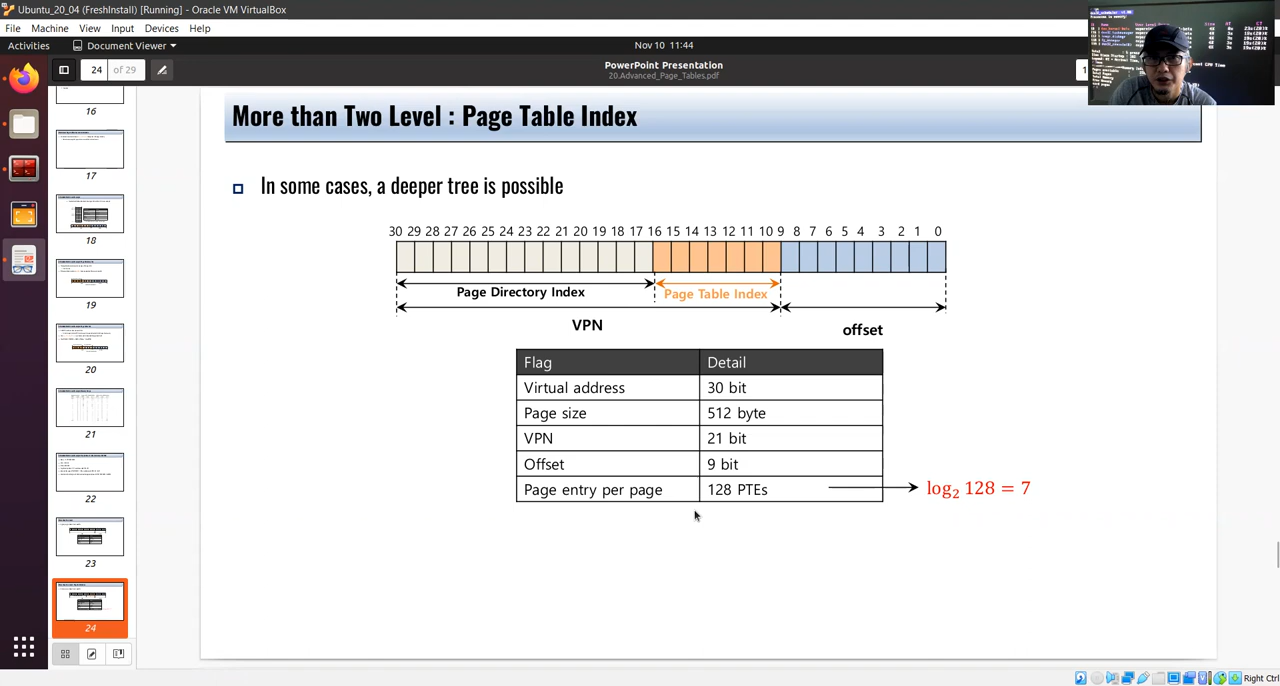 Ubuntu_20_04 (FreshInstall) [Running] - Oracle VM VirtualBox
File Machine View Input Devices Help
Activities Document Viewer Nov 10 11:44
24 of 29 PowerPoint Presentation
20.Advanced_Page_Tables.pdf
1
16
17
18
19
20
21
22
23
24
More than Two Level : Page Table Index
In some cases, a deeper tree is possible
30 29 28 27 26 25 24 23 22 21 20 19 18 17 16 15 14 13 12 11 10 9 8 7 6 5 4 3 2 1 0
Page Directory Index Page Table Index
VPN offset
Flag Detail
Virtual address 30 bit
Page size 512 byte
VPN 21 bit
Offset 9 bit
Page entry per page 128 PTEs log₂ 128 = 7
Right Ctrl